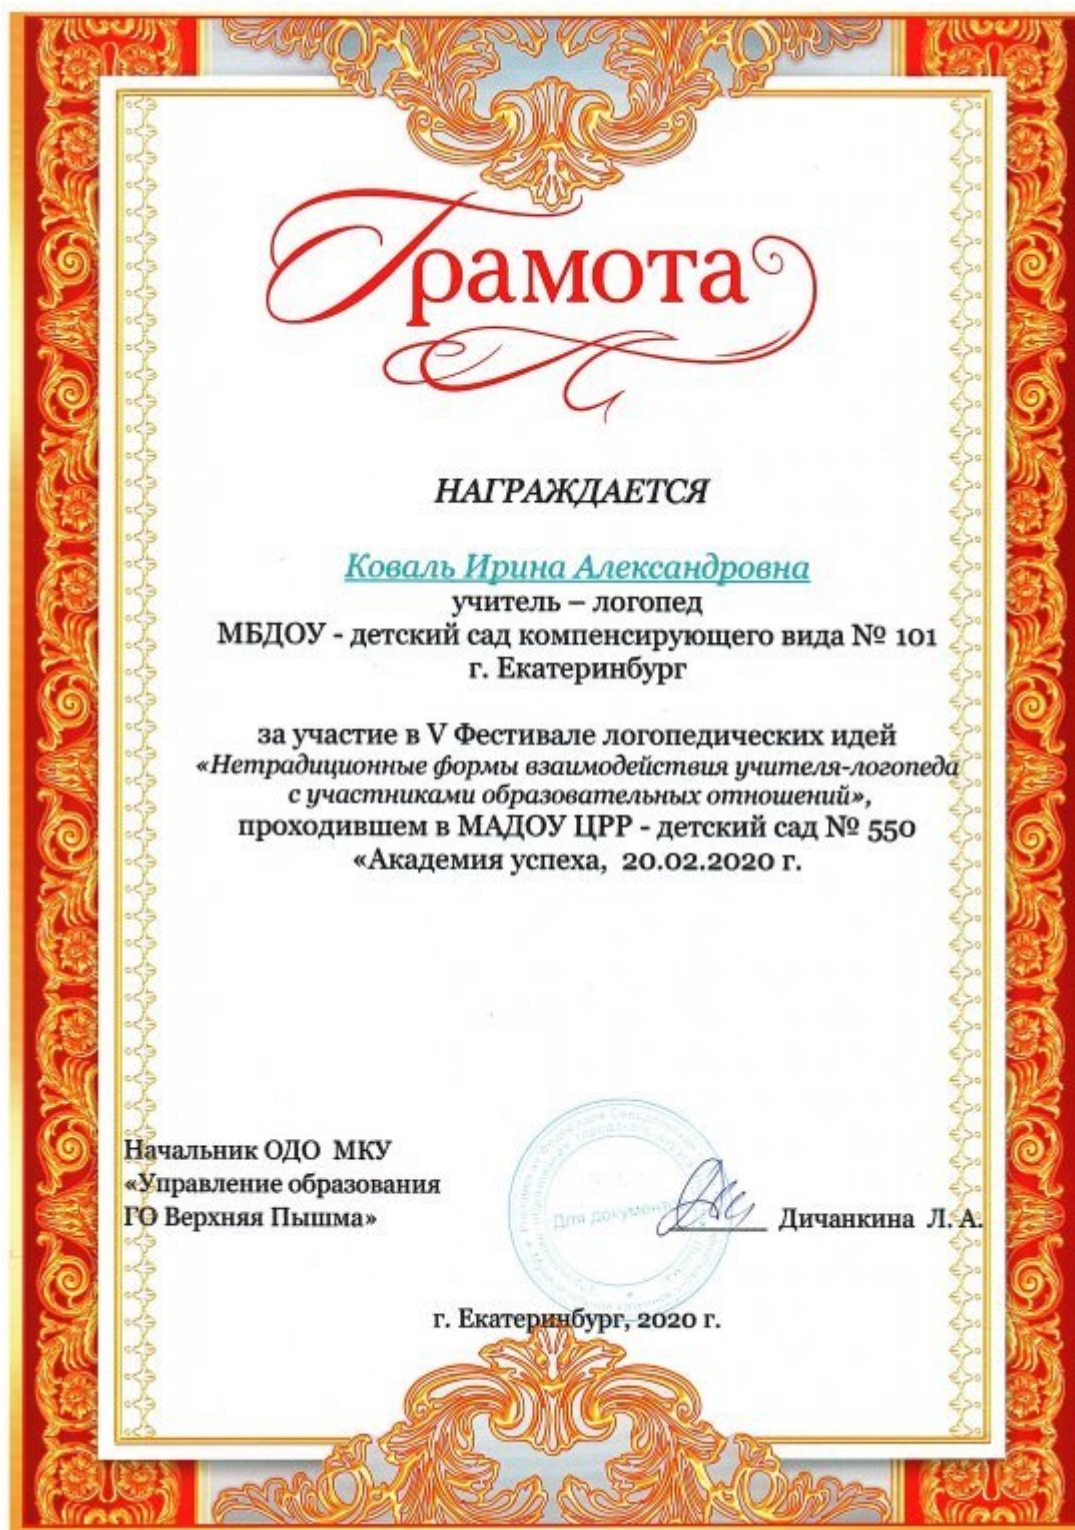 Грамота
НАГРАЖДАЕТСЯ
Коваль Ирина Александровна
учитель – логопед
МБДОУ - детский сад компенсирующего вида № 101
г. Екатеринбург
за участие в V Фестивале логопедических идей
«Нетрадиционные формы взаимодействия учителя-логопеда
с участниками образовательных отношений»,
проходившем в МАДОУ ЦРР - детский сад № 550
«Академия успеха, 20.02.2020 г.
Начальник ОДО МКУ
«Управление образования
ГО Верхняя Пышма»
Для документов
Дичанкина Л. А.
г. Екатеринбург, 2020 г.